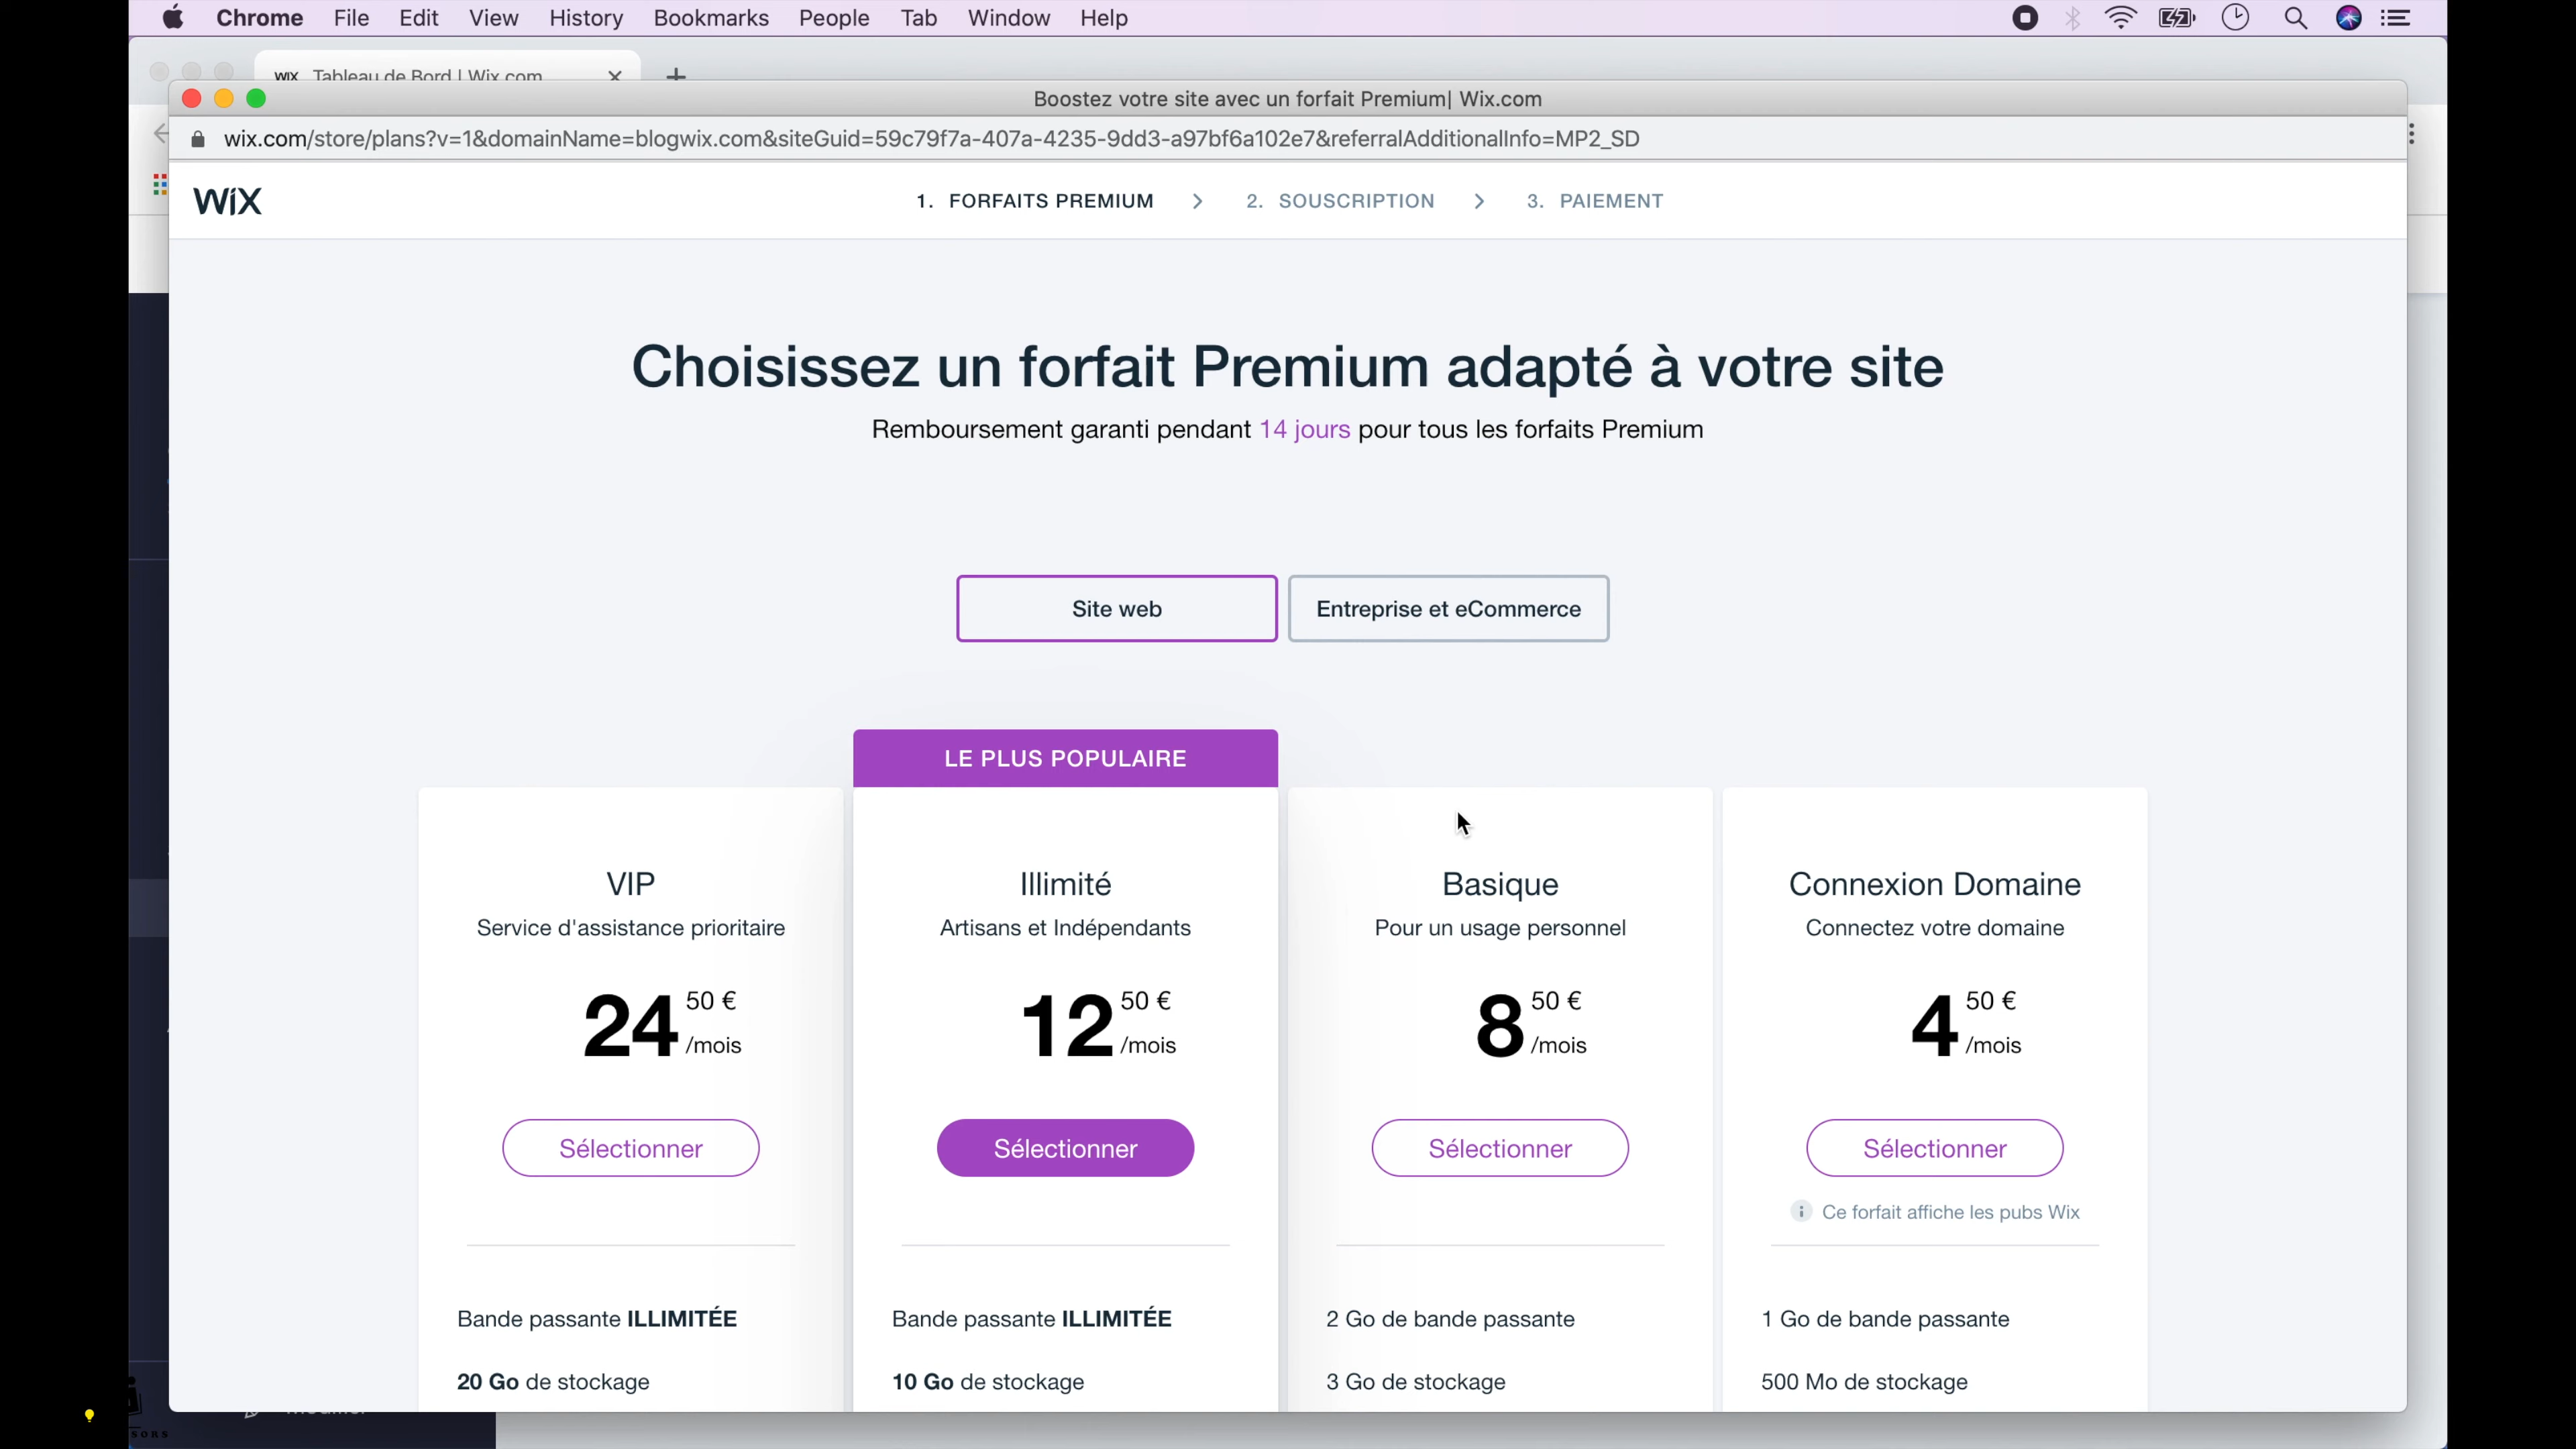 Chrome File Edit View History Bookmarks People Tab Window Help
WIX Tableau de Bord | Wix.com
Boostez votre site avec un forfait Premium| Wix.com
wix.com/store/plans?v=1&domainName=blogwix.com&siteGuid=59c79f7a-407a-4235-9dd3-a97bf6a102e7&referralAdditionalInfo=MP2_SD
WiX
1. FORFAITS PREMIUM > 2. SOUSCRIPTION > 3. PAIEMENT
Choisissez un forfait Premium adapté à votre site
Remboursement garanti pendant 14 jours pour tous les forfaits Premium
Site web
Entreprise et eCommerce
LE PLUS POPULAIRE
VIP
Service d'assistance prioritaire
24 50 € /mois
Sélectionner
Bande passante ILLIMITÉE
20 Go de stockage
Illimité
Artisans et Indépendants
12 50 € /mois
Sélectionner
Bande passante ILLIMITÉE
10 Go de stockage
Basique
Pour un usage personnel
8 50 € /mois
Sélectionner
2 Go de bande passante
3 Go de stockage
Connexion Domaine
Connectez votre domaine
4 50 € /mois
Sélectionner
Ce forfait affiche les pubs Wix
1 Go de bande passante
500 Mo de stockage